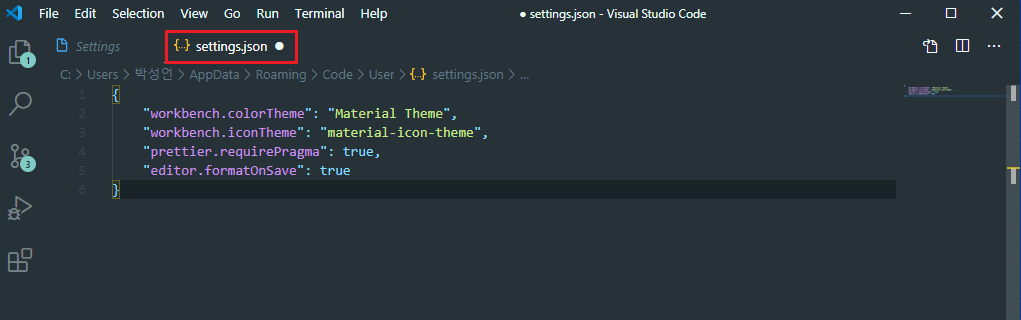 File Edit Selection View Go Run Terminal Help ● settings.json - Visual Studio Code
Settings {..} settings.json ●
C: > Users > 박성언 > AppData > Roaming > Code > User > {..} settings.json > ...
1 {
2 "workbench.colorTheme": "Material Theme",
3 "workbench.iconTheme": "material-icon-theme",
4 "prettier.requirePragma": true,
5 "editor.formatOnSave": true
6 }
1
3